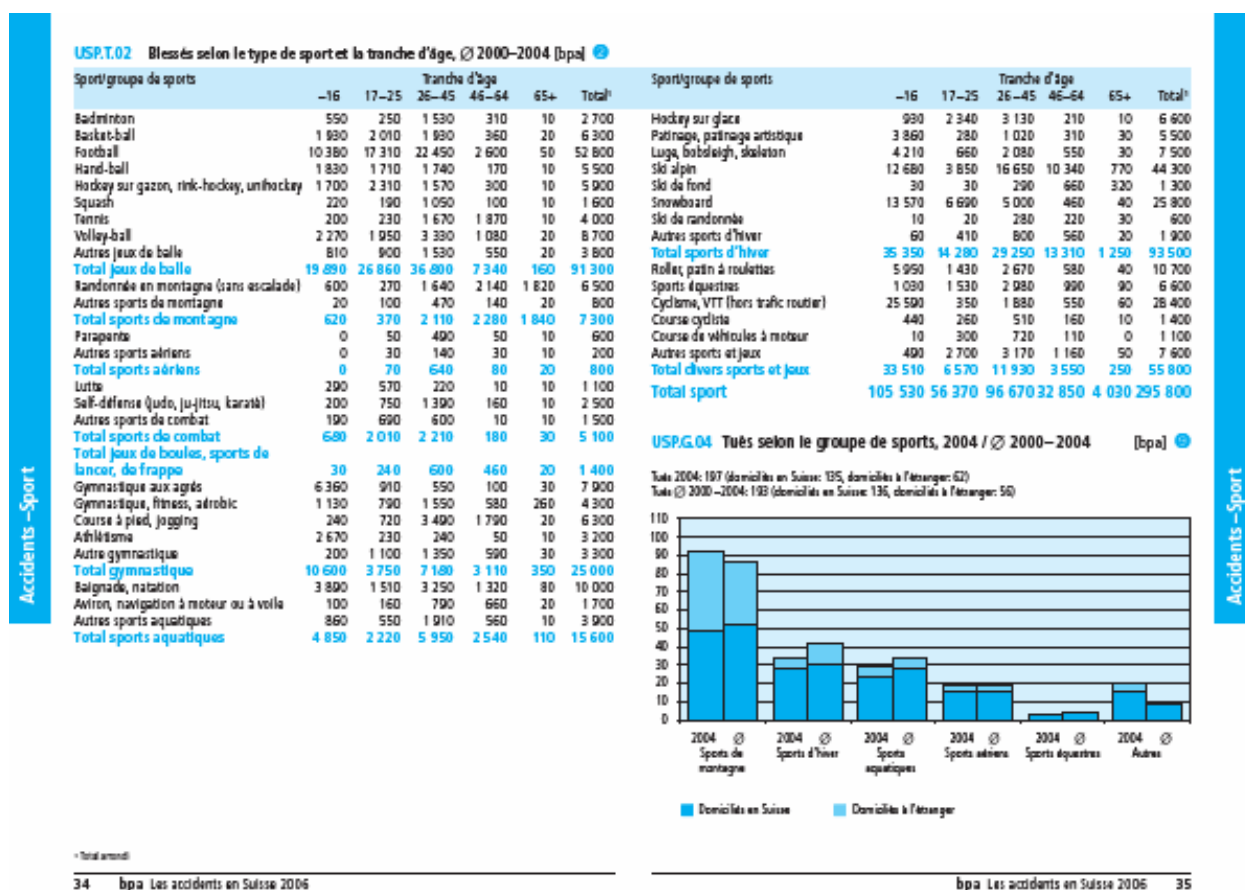 Accidents – Sport
USP.T.02 Blessés selon le type de sport et la tranche d'âge, Ø 2000–2004 [bpa]
Sport/groupe de sports Tranche d'âge
–16 17–25 26–45 46–64 65+ Total¹
Badminton 550 250 1 530 310 10 2 700
Basket-ball 1 930 2 010 1 930 360 20 6 300
Football 10 380 17 310 22 450 2 600 50 52 800
Hand-ball 1 830 1 710 1 740 170 10 5 500
Hockey sur gazon, rink-hockey, unihockey 1 700 2 310 1 570 300 10 5 900
Squash 220 190 1 050 100 10 1 600
Tennis 200 230 1 670 1 870 10 4 000
Volley-ball 2 270 1 950 3 330 1 080 20 8 700
Autres jeux de balle 810 900 1 530 550 20 3 800
Total jeux de balle 19 890 26 860 36 800 7 340 160 91 300
Randonnée en montagne (sans escalade) 600 270 1 640 2 140 1 820 6 500
Autres sports de montagne 20 100 470 140 20 800
Total sports de montagne 620 370 2 110 2 280 1 840 7 300
Parapente 0 50 490 50 10 600
Autres sports aériens 0 30 140 30 10 200
Total sports aériens 0 70 640 80 20 800
Lutte 290 570 220 10 10 1 100
Self-défense (judo, ju-jitsu, karaté) 200 750 1 390 160 10 2 500
Autres sports de combat 190 690 600 10 10 1 500
Total sports de combat 680 2 010 2 210 180 30 5 100
Total jeux de boules, sports de
lancer, de frappe 30 240 600 460 20 1 400
Gymnastique aux agrès 6 360 910 550 100 30 7 900
Gymnastique, fitness, aérobic 1 130 790 1 550 580 260 4 300
Course à pied, jogging 240 720 3 490 1 790 20 6 300
Athlétisme 2 670 230 240 50 10 3 200
Autre gymnastique 200 1 100 1 350 590 30 3 300
Total gymnastique 10 600 3 750 7 180 3 110 350 25 000
Baignade, natation 3 890 1 510 3 250 1 320 80 10 000
Aviron, navigation à moteur ou à voile 100 160 790 660 20 1 700
Autres sports aquatiques 860 550 1 910 560 10 3 900
Total sports aquatiques 4 850 2 220 5 950 2 540 110 15 600
¹ Total arrondi
34 bpa Les accidents en Suisse 2006
Sport/groupe de sports Tranche d'âge
–16 17–25 26–45 46–64 65+ Total¹
Hockey sur glace 930 2 340 3 130 210 10 6 600
Patinage, patinage artistique 3 860 280 1 020 310 30 5 500
Luge, bobsleigh, skeleton 4 210 660 2 080 550 30 7 500
Ski alpin 12 680 3 850 16 650 10 340 770 44 300
Ski de fond 30 30 290 660 320 1 300
Snowboard 13 570 6 690 5 000 460 40 25 800
Ski de randonnée 10 20 280 220 30 600
Autres sports d'hiver 60 410 800 560 20 1 900
Total sports d'hiver 35 350 14 280 29 250 13 310 1 250 93 500
Roller, patin à roulettes 5 950 1 430 2 670 580 40 10 700
Sports équestres 1 030 1 530 2 980 990 90 6 600
Cyclisme, VTT (hors trafic routier) 25 590 350 1 880 550 60 28 400
Course cycliste 440 260 510 160 10 1 400
Course de véhicules à moteur 10 300 720 110 0 1 100
Autres sports et jeux 490 2 700 3 170 1 160 50 7 600
Total divers sports et jeux 33 510 6 570 11 930 3 550 250 55 800
Total sport 105 530 56 370 96 670 32 850 4 030 295 800
USP.G.04 Tués selon le groupe de sports, 2004 / Ø 2000–2004 [bpa]
Tués 2004: 197 (domiciliés en Suisse: 135, domiciliés à l'étranger: 62)
Tués Ø 2000–2004: 193 (domiciliés en Suisse: 136, domiciliés à l'étranger: 56)
110
100
90
80
70
60
50
40
30
20
10
0
2004 Ø 2004 Ø 2004 Ø 2004 Ø 2004 Ø 2004 Ø
Sports de Sports d'hiver Sports Sports aériens Sports équestres Autres
montagne aquatiques
Domiciliés en Suisse Domiciliés à l'étranger
bpa Les accidents en Suisse 2006 35
Accidents – Sport